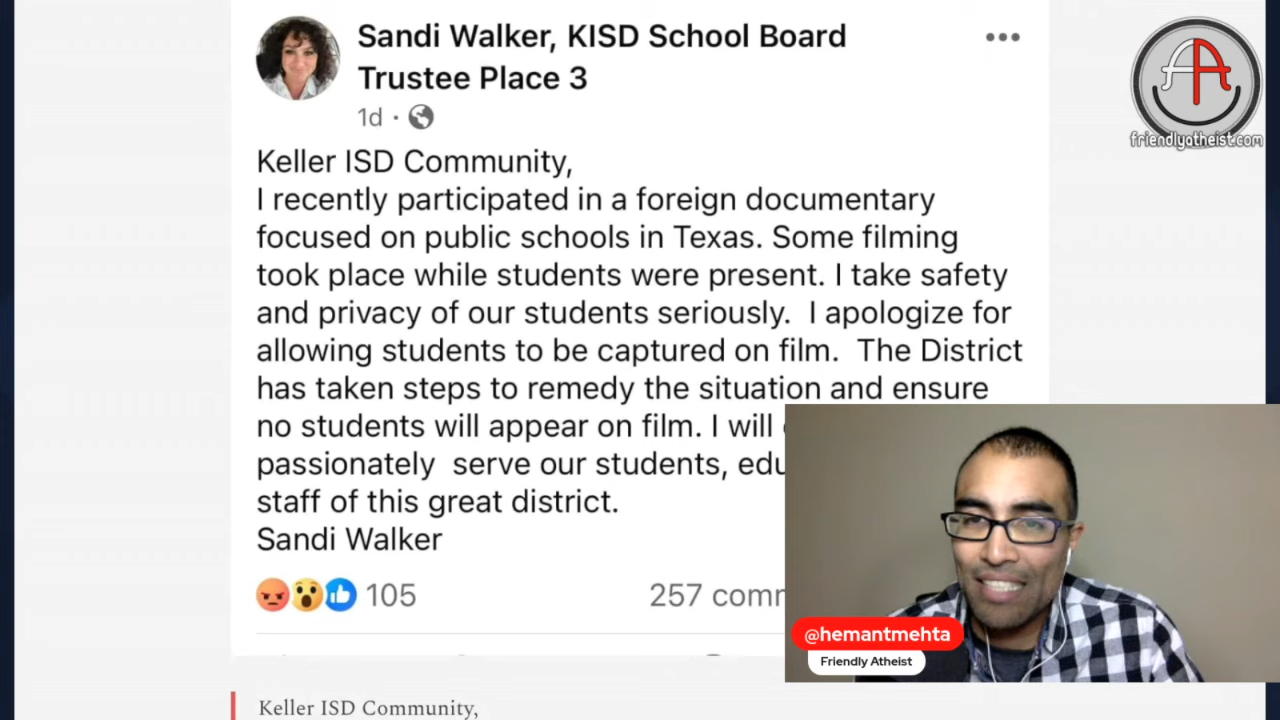 Sandi Walker, KISD School Board
Trustee Place 3
1d ·
Keller ISD Community,
I recently participated in a foreign documentary
focused on public schools in Texas. Some filming
took place while students were present. I take safety
and privacy of our students seriously.  I apologize for
allowing students to be captured on film.  The District
has taken steps to remedy the situation and ensure
no students will appear on film. I will
passionately  serve our students,
staff of this great district.
Sandi Walker
105
257
Keller ISD Community,
friendlyatheist.com
@hemantmehta
Friendly Atheist